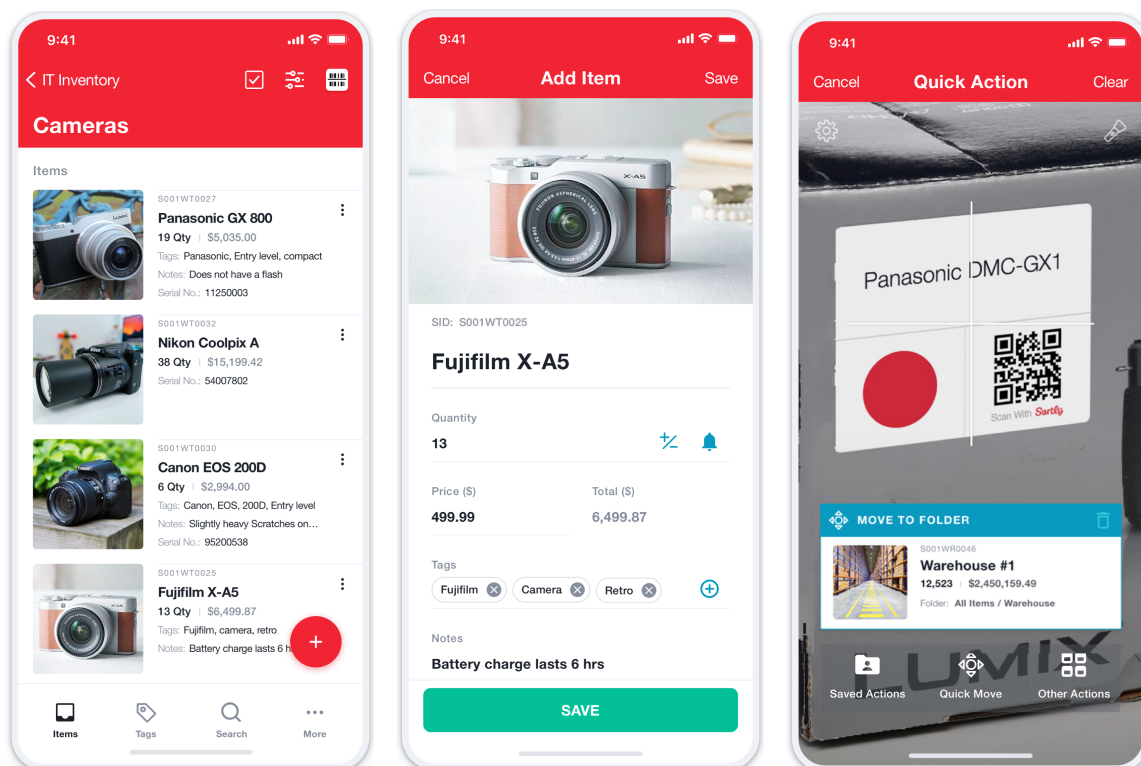 9:41
IT Inventory
Cameras
Items
S001WT0027
Panasonic GX 800
19 Qty $5,035.00
Tags: Panasonic, Entry level, compact
Notes: Does not have a flash
Serial No.: 11250003
S001WT0032
Nikon Coolpix A
38 Qty $15,199.42
Serial No.: 54007802
S001WT0030
Canon EOS 200D
6 Qty $2,994.00
Tags: Canon, EOS, 200D, Entry level
Notes: Slightly heavy Scratches on...
Serial No.: 95200538
S001WT0025
Fujifilm X-A5
13 Qty $6,499.87
Tags: Fujifilm, camera, retro
Notes: Battery charge lasts 6 h
+
Items Tags Search More
9:41
Cancel Add Item Save
X-A5
SID: S001WT0025
Fujifilm X-A5
Quantity
13
Price ($) Total ($)
499.99 6,499.87
Tags
Fujifilm Camera Retro
Notes
Battery charge lasts 6 hrs
SAVE
9:41
Cancel Quick Action Clear
Panasonic DMC-GX1
Scan With Sortly
MOVE TO FOLDER
S001WR0046
Warehouse #1
12,523 $2,450,159.49
Folder: All Items / Warehouse
LUMIX
Saved Actions Quick Move Other Actions